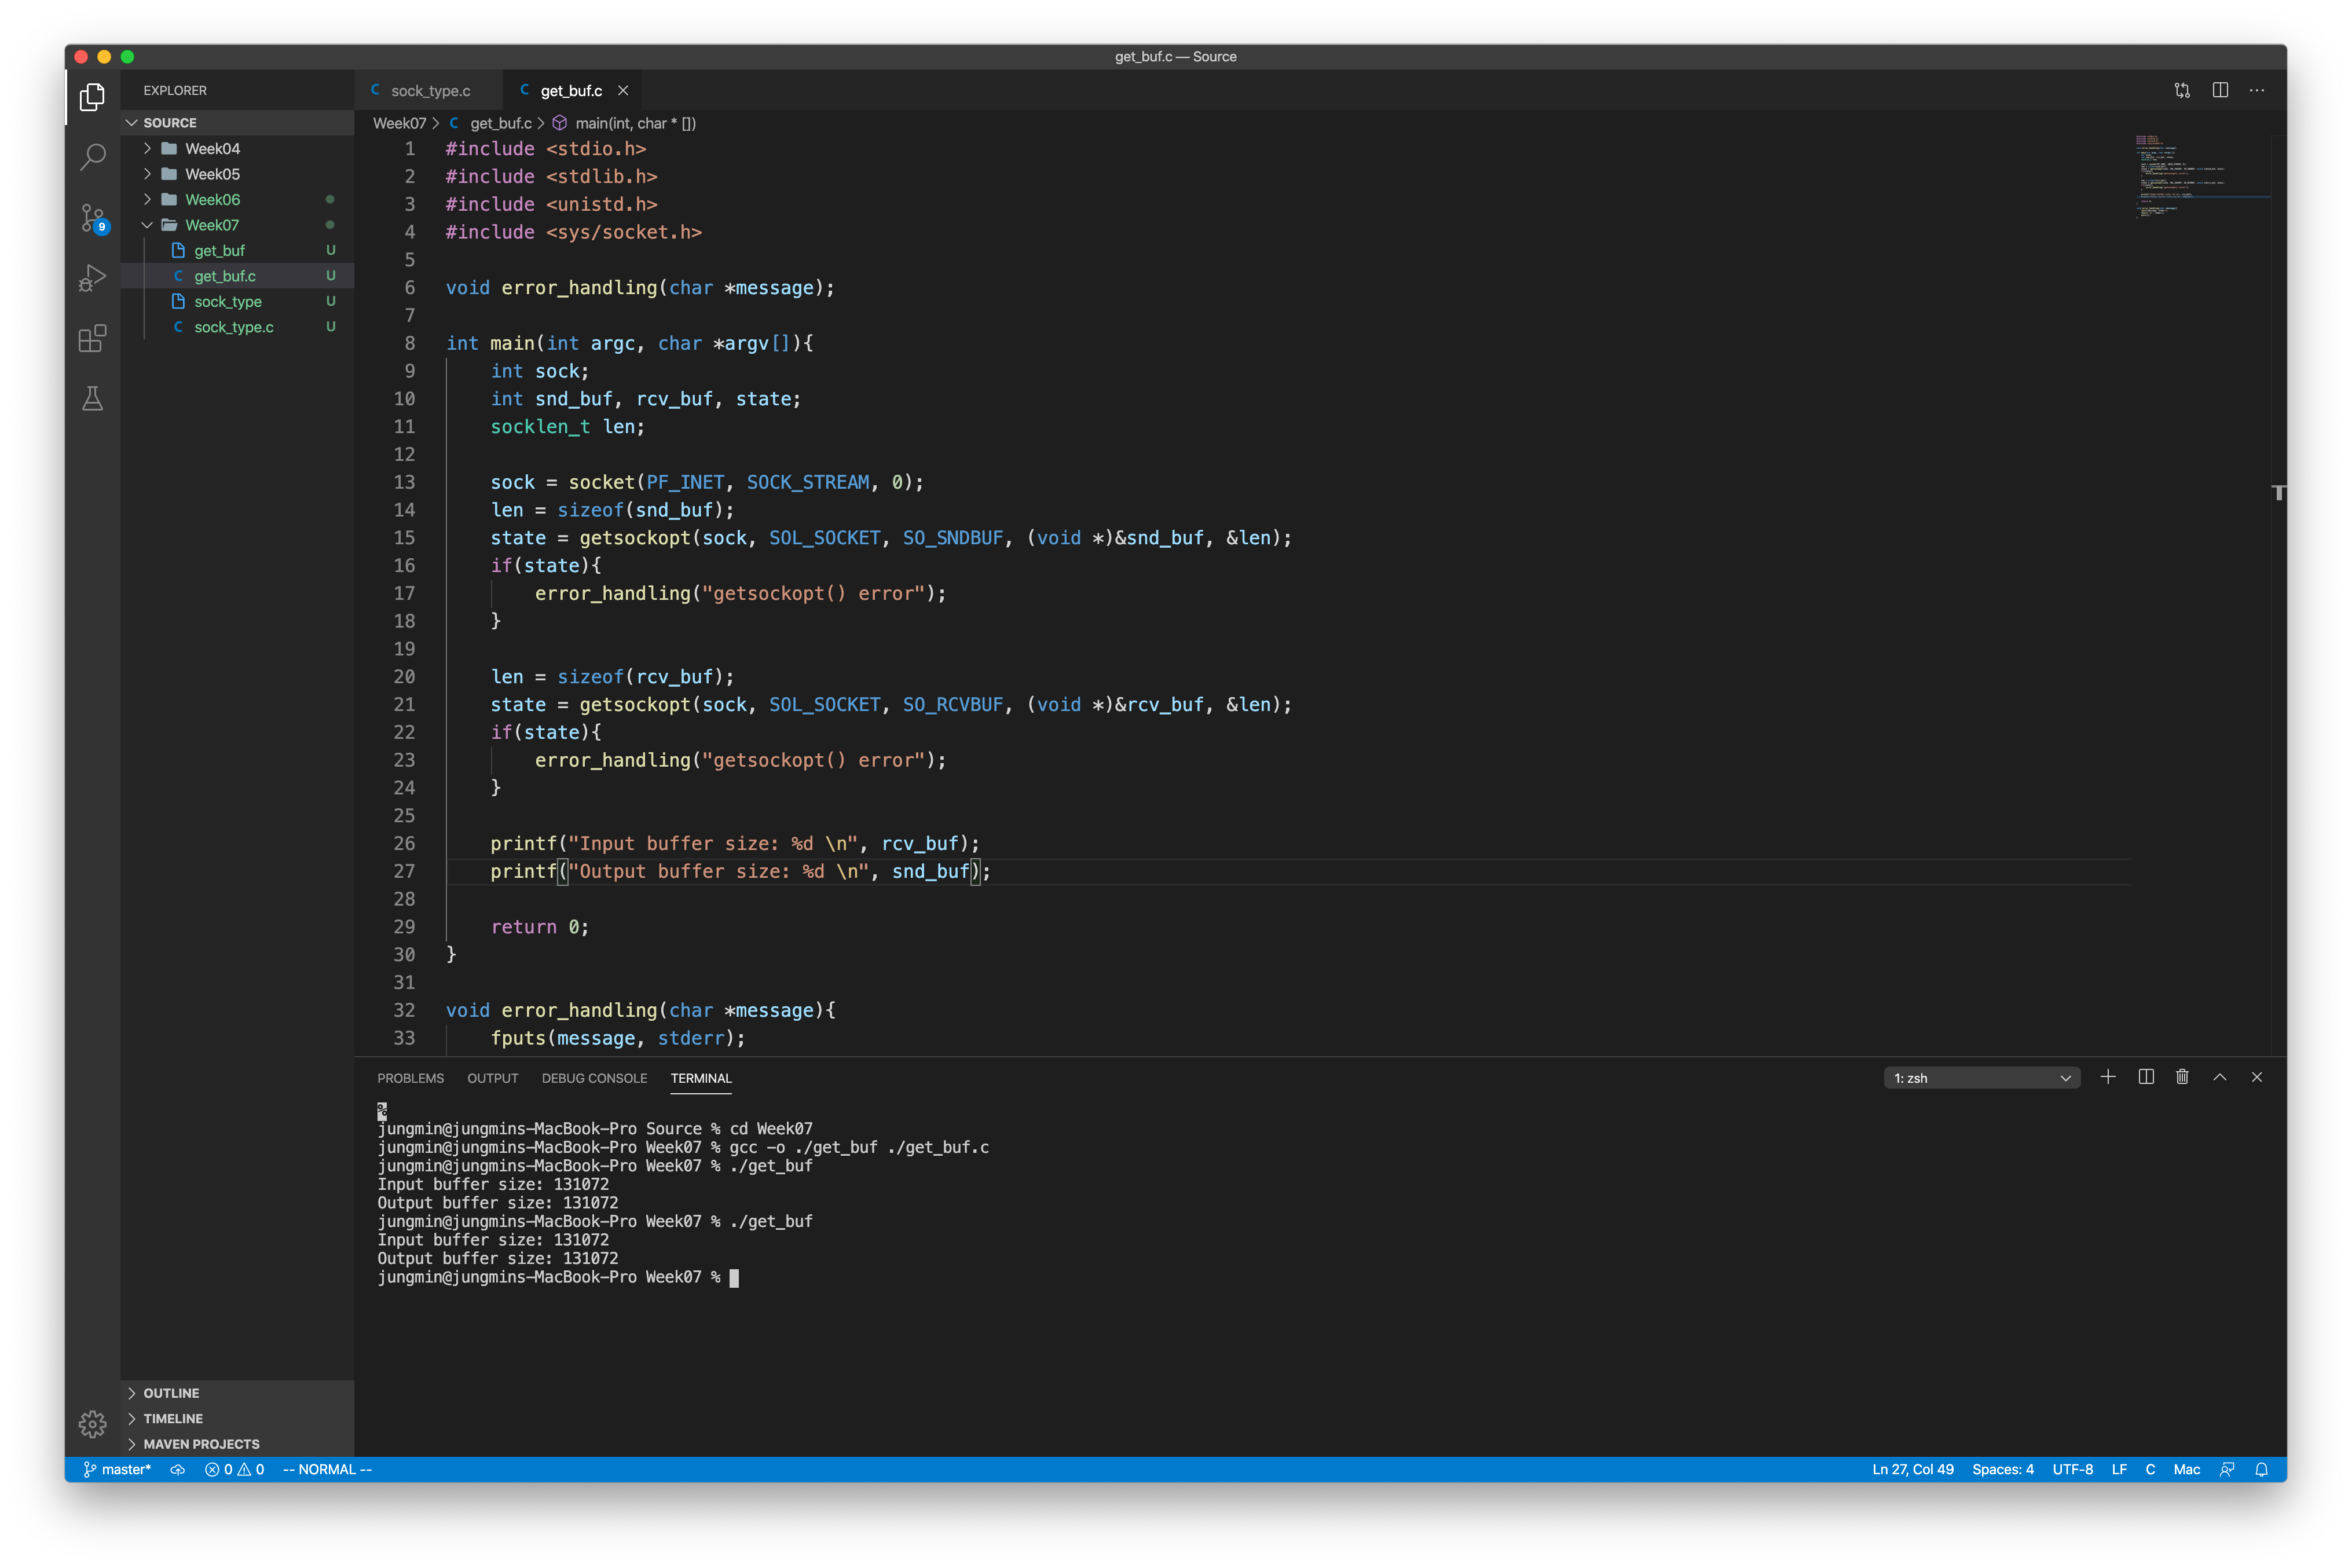 get_buf.c — Source
EXPLORER
SOURCE
Week04
Week05
Week06
Week07
get_buf U
get_buf.c U
sock_type U
sock_type.c U
OUTLINE
TIMELINE
MAVEN PROJECTS
9
C sock_type.c
C get_buf.c
Week07 > C get_buf.c > main(int, char * [])
1 #include <stdio.h>
2 #include <stdlib.h>
3 #include <unistd.h>
4 #include <sys/socket.h>
5
6 void error_handling(char *message);
7
8 int main(int argc, char *argv[]){
9 int sock;
10 int snd_buf, rcv_buf, state;
11 socklen_t len;
12
13 sock = socket(PF_INET, SOCK_STREAM, 0);
14 len = sizeof(snd_buf);
15 state = getsockopt(sock, SOL_SOCKET, SO_SNDBUF, (void *)&snd_buf, &len);
16 if(state){
17 error_handling("getsockopt() error");
18 }
19
20 len = sizeof(rcv_buf);
21 state = getsockopt(sock, SOL_SOCKET, SO_RCVBUF, (void *)&rcv_buf, &len);
22 if(state){
23 error_handling("getsockopt() error");
24 }
25
26 printf("Input buffer size: %d \n", rcv_buf);
27 printf("Output buffer size: %d \n", snd_buf);
28
29 return 0;
30 }
31
32 void error_handling(char *message){
33 fputs(message, stderr);
PROBLEMS OUTPUT DEBUG CONSOLE TERMINAL 1: zsh
%
jungmin@jungmins-MacBook-Pro Source % cd Week07
jungmin@jungmins-MacBook-Pro Week07 % gcc -o ./get_buf ./get_buf.c
jungmin@jungmins-MacBook-Pro Week07 % ./get_buf
Input buffer size: 131072
Output buffer size: 131072
jungmin@jungmins-MacBook-Pro Week07 % ./get_buf
Input buffer size: 131072
Output buffer size: 131072
jungmin@jungmins-MacBook-Pro Week07 %
master* 0 0 -- NORMAL -- Ln 27, Col 49 Spaces: 4 UTF-8 LF C Mac